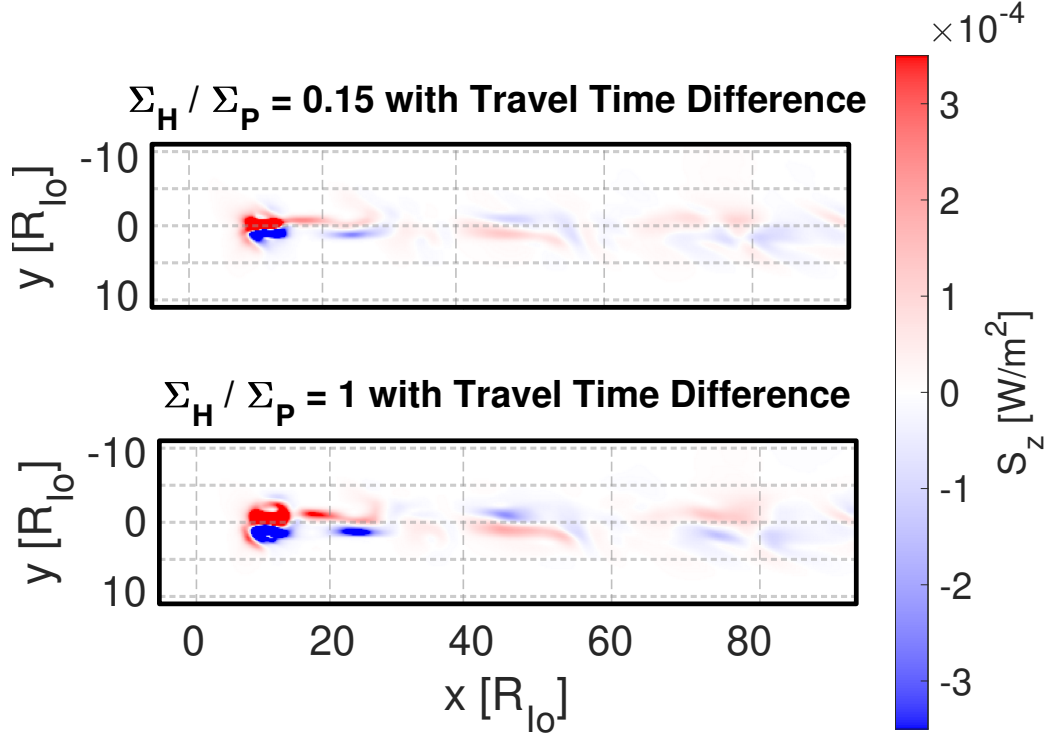 ×10⁻⁴
Σ_H / Σ_P = 0.15 with Travel Time Difference
-10
0
10
y [R_Io]
Σ_H / Σ_P = 1 with Travel Time Difference
-10
0
10
y [R_Io]
0 20 40 60 80
x [R_Io]
3
2
1
0
-1
-2
-3
S_z [W/m²]